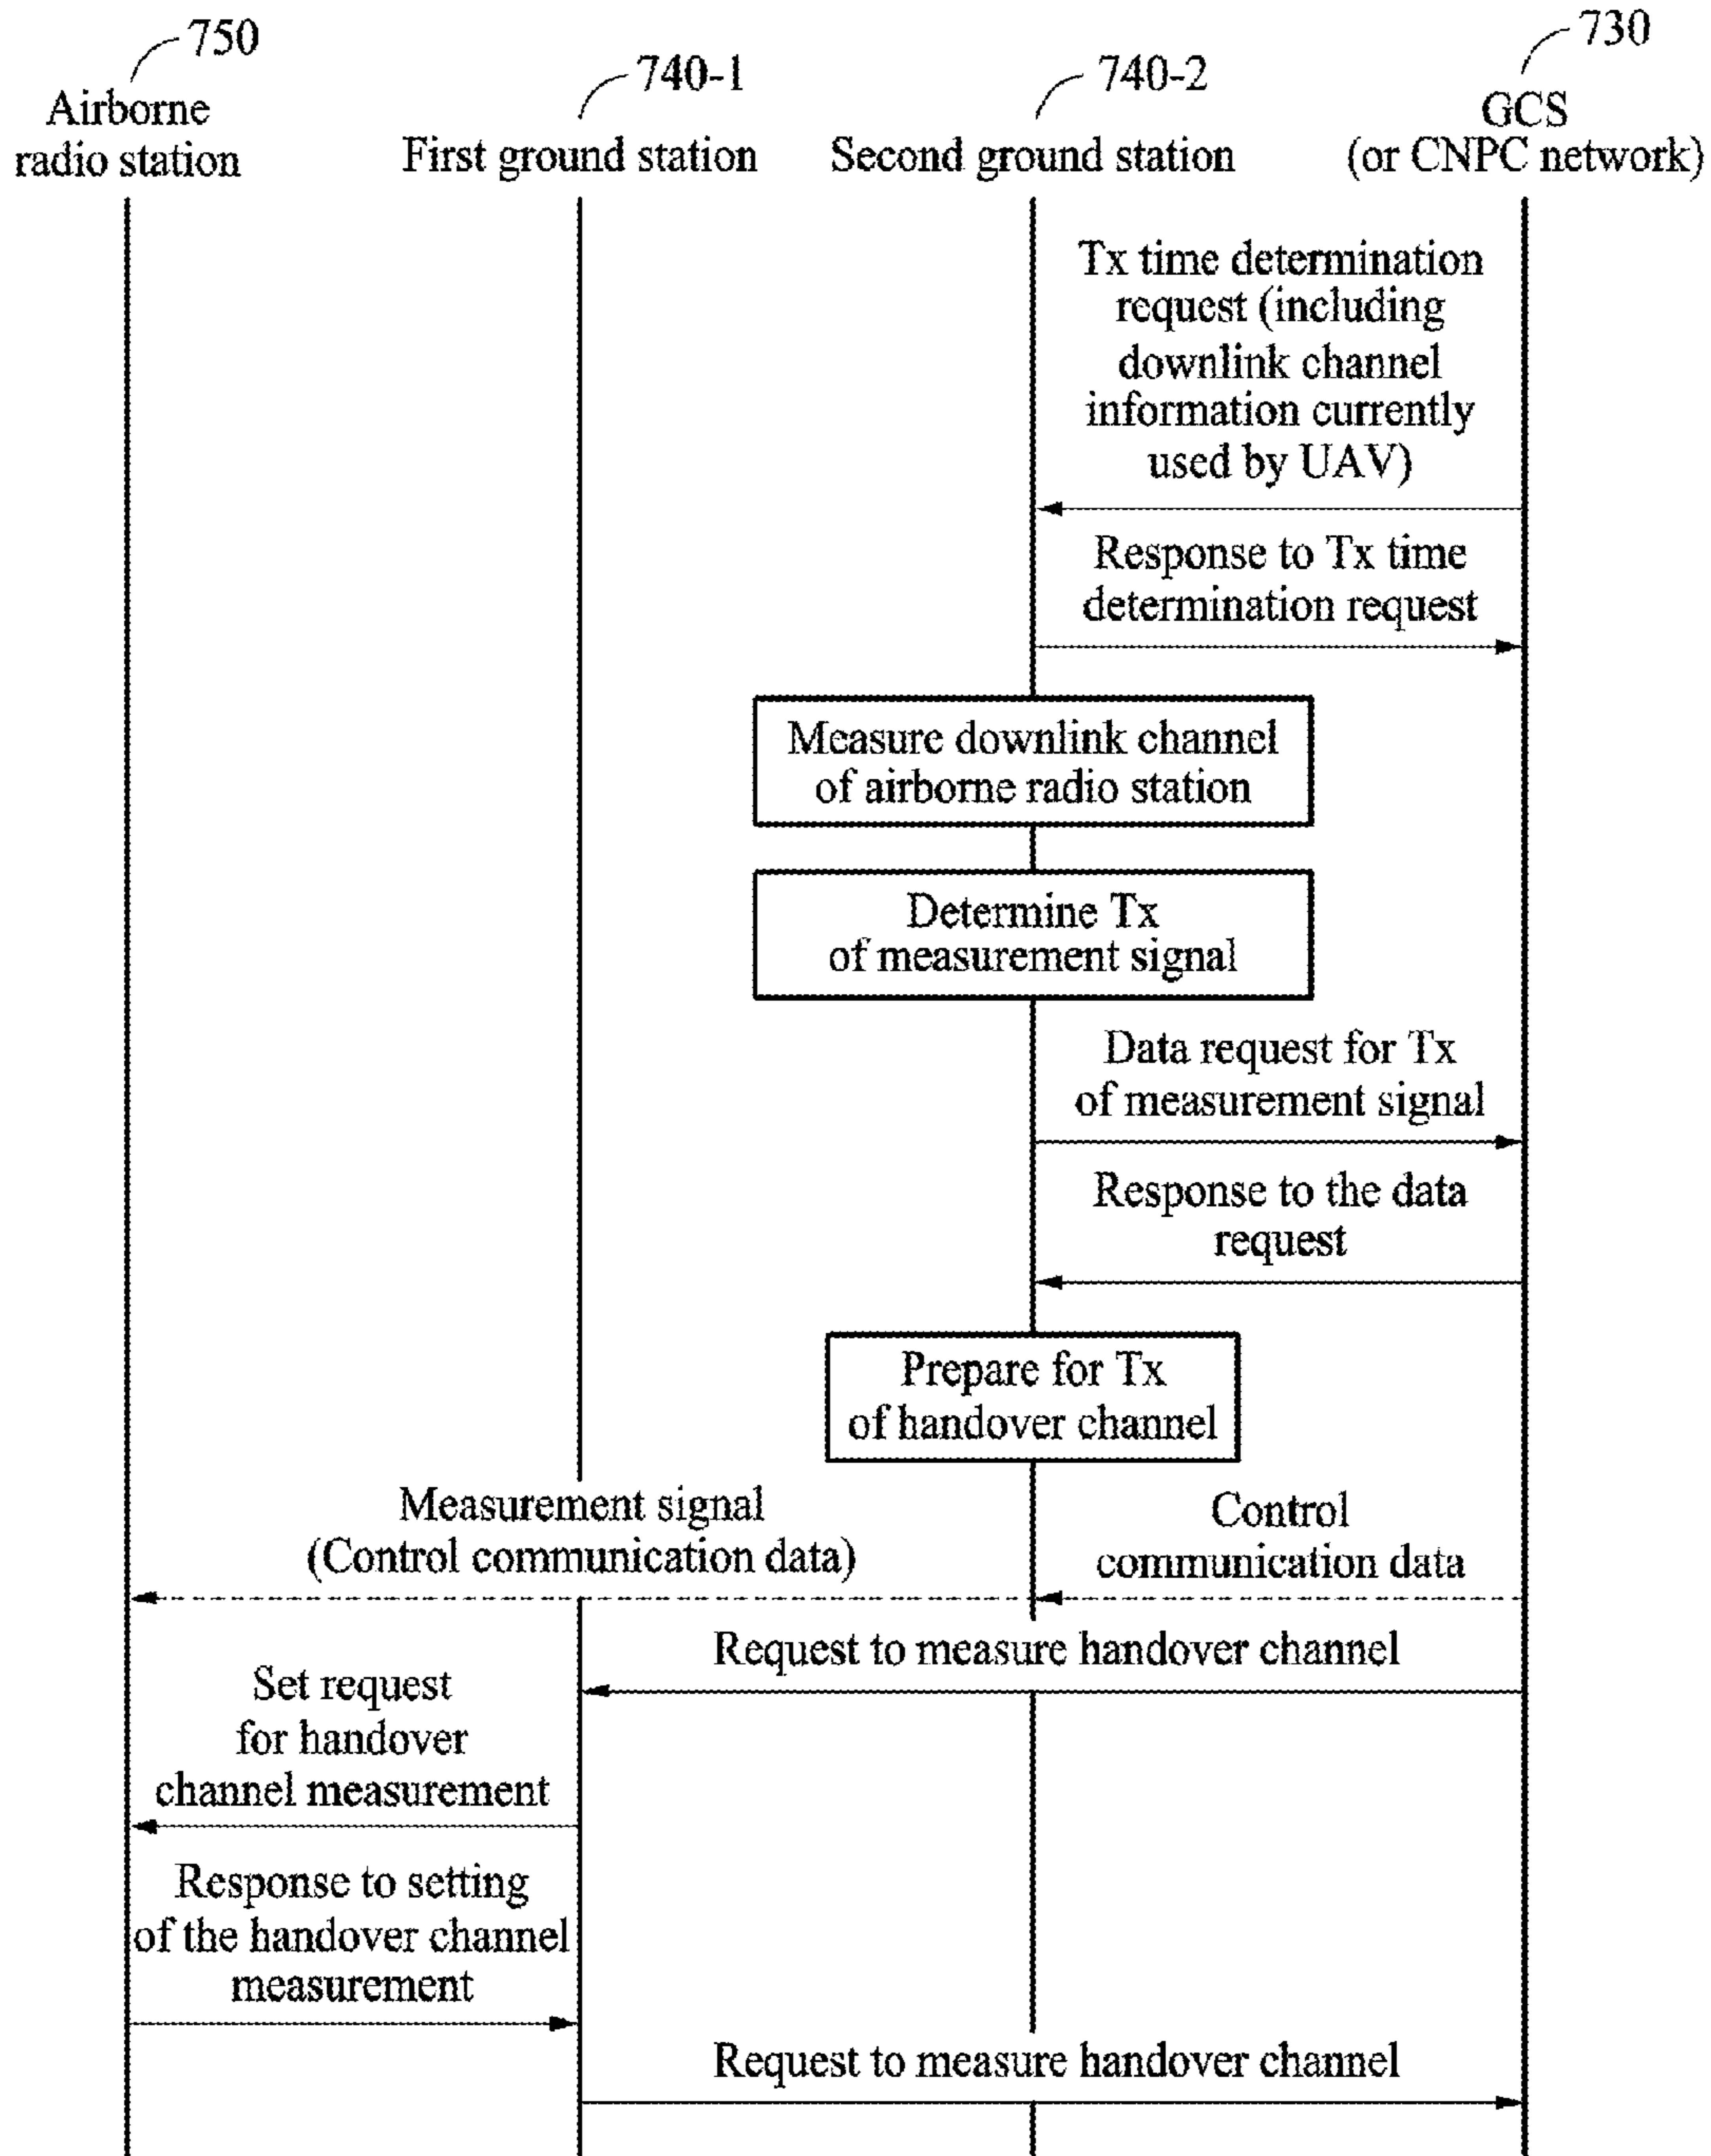 750
Airborne
radio station
740-1
First ground station
740-2
Second ground station
730
GCS
(or CNPC network)
Tx time determination
request (including
downlink channel
information currently
used by UAV)
Response to Tx time
determination request
Measure downlink channel
of airborne radio station
Determine Tx
of measurement signal
Data request for Tx
of measurement signal
Response to the data
request
Prepare for Tx
of handover channel
Measurement signal
(Control communication data)
Control
communication data
Request to measure handover channel
Set request
for handover
channel measurement
Response to setting
of the handover channel
measurement
Request to measure handover channel